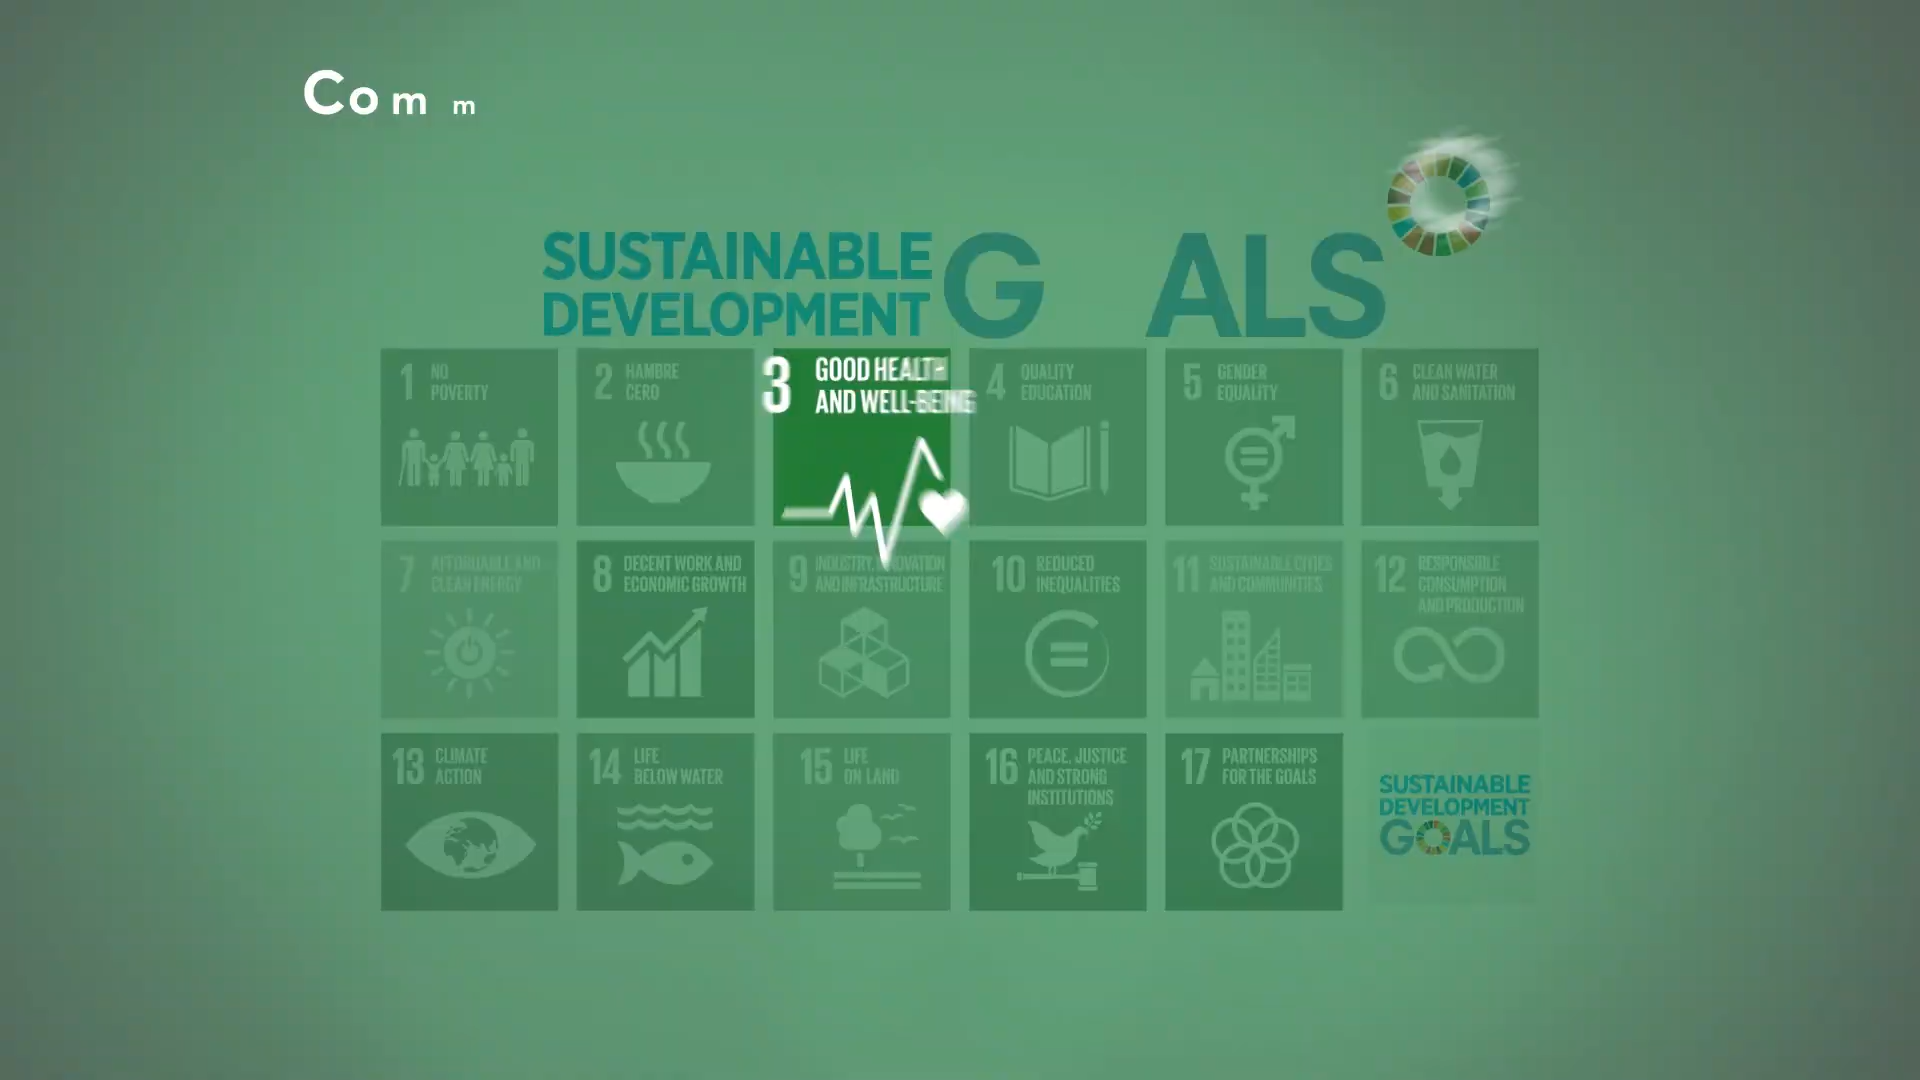 Com m
SUSTAINABLE
DEVELOPMENT
G ALS
1 NO
POVERTY
2 HAMBRE
CERO
3 GOOD HEALTH
AND WELL-BEING
4 QUALITY
EDUCATION
5 GENDER
EQUALITY
6 CLEAN WATER
AND SANITATION
7 AFFORDABLE AND
CLEAN ENERGY
8 DECENT WORK AND
ECONOMIC GROWTH
9 INDUSTRY, INNOVATION
AND INFRASTRUCTURE
10 REDUCED
INEQUALITIES
11 SUSTAINABLE CITIES
AND COMMUNITIES
12 RESPONSIBLE
CONSUMPTION
AND PRODUCTION
13 CLIMATE
ACTION
14 LIFE
BELOW WATER
15 LIFE
ON LAND
16 PEACE, JUSTICE
AND STRONG
INSTITUTIONS
17 PARTNERSHIPS
FOR THE GOALS
SUSTAINABLE
DEVELOPMENT
GOALS